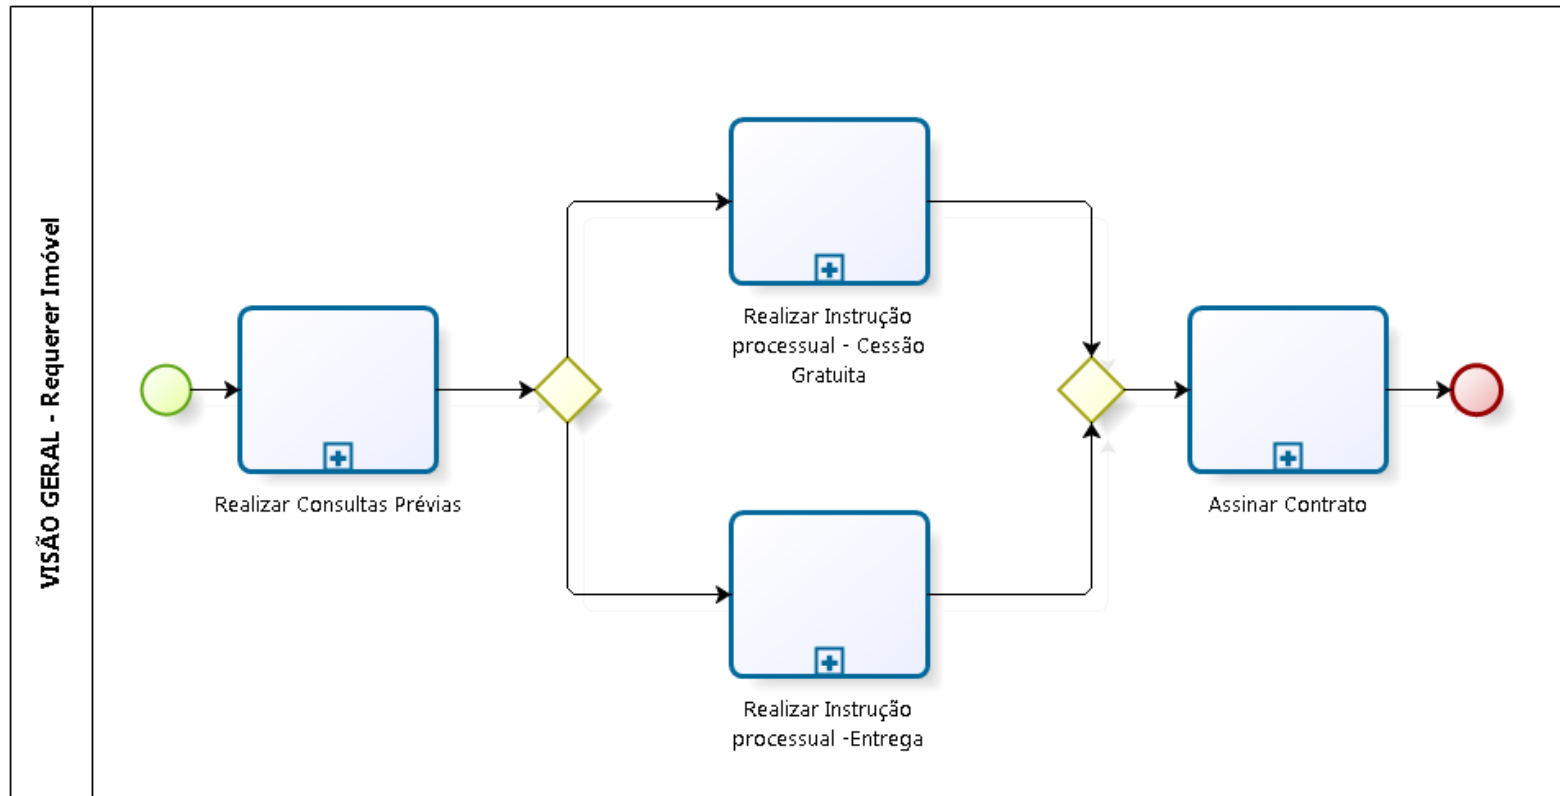 VISÃO GERAL - Requerer Imóvel
Realizar Consultas Prévias
Realizar Instrução
processual - Cessão
Gratuita
Realizar Instrução
processual -Entrega
Assinar Contrato